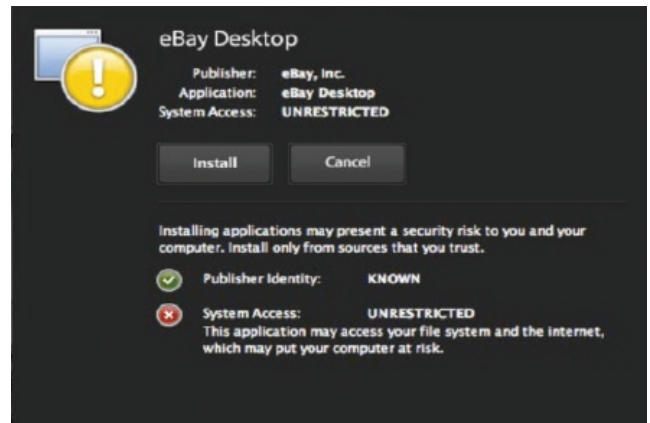 eBay Desktop
Publisher: eBay, Inc.
Application: eBay Desktop
System Access: UNRESTRICTED
Install Cancel
Installing applications may present a security risk to you and your
computer. Install only from sources that you trust.
Publisher Identity: KNOWN
System Access: UNRESTRICTED
This application may access your file system and the internet,
which may put your computer at risk.